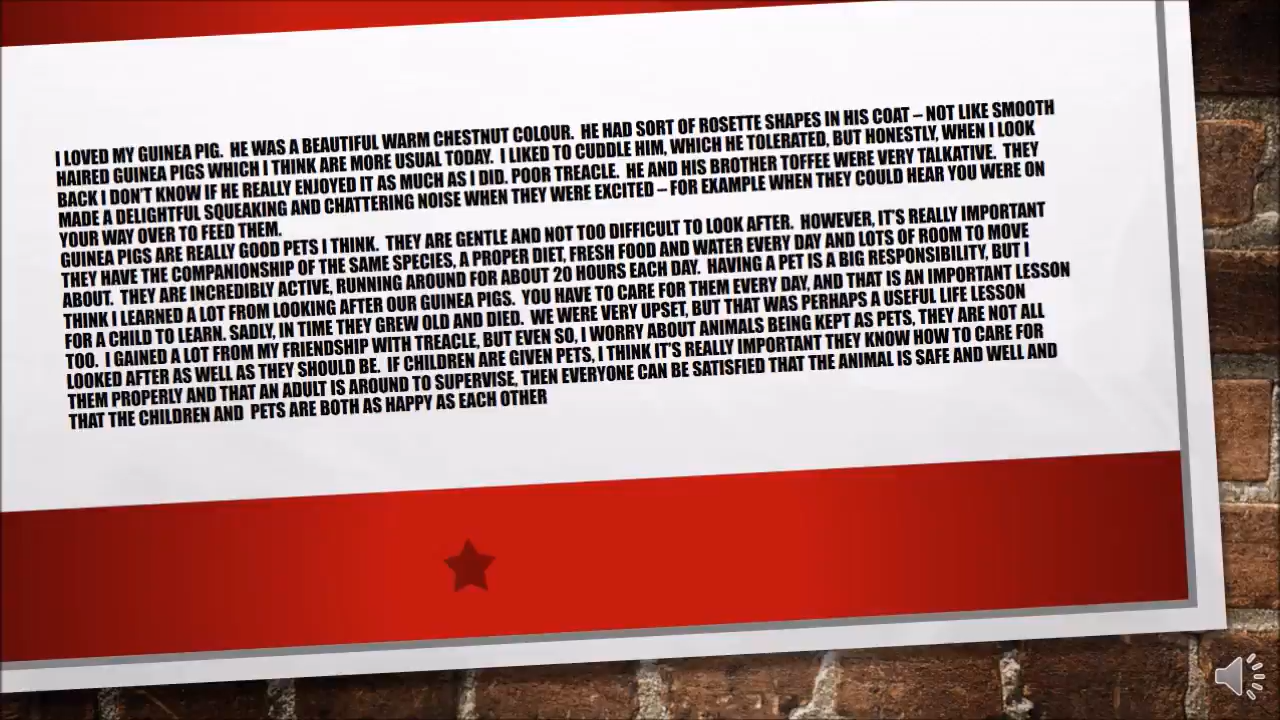 I LOVED MY GUINEA PIG.  HE WAS A BEAUTIFUL WARM CHESTNUT COLOUR.  HE HAD SORT OF ROSETTE SHAPES IN HIS COAT – NOT LIKE SMOOTH
HAIRED GUINEA PIGS WHICH I THINK ARE MORE USUAL TODAY.  I LIKED TO CUDDLE HIM, WHICH HE TOLERATED, BUT HONESTLY, WHEN I LOOK
BACK I DON'T KNOW IF HE REALLY ENJOYED IT AS MUCH AS I DID. POOR TREACLE.  HE AND HIS BROTHER TOFFEE WERE VERY TALKATIVE.  THEY
MADE A DELIGHTFUL SQUEAKING AND CHATTERING NOISE WHEN THEY WERE EXCITED – FOR EXAMPLE WHEN THEY COULD HEAR YOU WERE ON
YOUR WAY OVER TO FEED THEM.
GUINEA PIGS ARE REALLY GOOD PETS I THINK.  THEY ARE GENTLE AND NOT TOO DIFFICULT TO LOOK AFTER.  HOWEVER, IT'S REALLY IMPORTANT
THEY HAVE THE COMPANIONSHIP OF THE SAME SPECIES, A PROPER DIET, FRESH FOOD AND WATER EVERY DAY AND LOTS OF ROOM TO MOVE
ABOUT.  THEY ARE INCREDIBLY ACTIVE, RUNNING AROUND FOR ABOUT 20 HOURS EACH DAY.  HAVING A PET IS A BIG RESPONSIBILITY, BUT I
THINK I LEARNED A LOT FROM LOOKING AFTER OUR GUINEA PIGS.  YOU HAVE TO CARE FOR THEM EVERY DAY, AND THAT IS AN IMPORTANT LESSON
FOR A CHILD TO LEARN. SADLY, IN TIME THEY GREW OLD AND DIED.  WE WERE VERY UPSET, BUT THAT WAS PERHAPS A USEFUL LIFE LESSON
TOO.  I GAINED A LOT FROM MY FRIENDSHIP WITH TREACLE, BUT EVEN SO, I WORRY ABOUT ANIMALS BEING KEPT AS PETS, THEY ARE NOT ALL
LOOKED AFTER AS WELL AS THEY SHOULD BE.  IF CHILDREN ARE GIVEN PETS, I THINK IT'S REALLY IMPORTANT THEY KNOW HOW TO CARE FOR
THEM PROPERLY AND THAT AN ADULT IS AROUND TO SUPERVISE, THEN EVERYONE CAN BE SATISFIED THAT THE ANIMAL IS SAFE AND WELL AND
THAT THE CHILDREN AND  PETS ARE BOTH AS HAPPY AS EACH OTHER